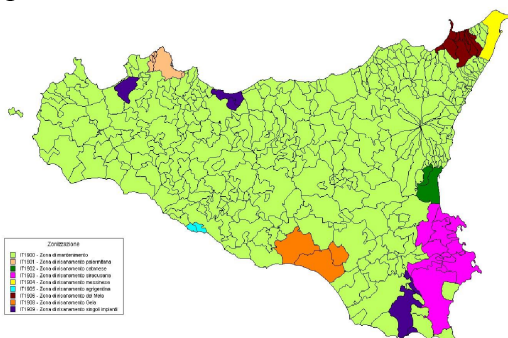 Zonizzazione
IT1900 - Zona di mantenimento
IT1901 - Zona di risanamento palermitana
IT1902 - Zona di risanamento catanese
IT1903 - Zona di risanamento siracusana
IT1904 - Zona di risanamento messinese
IT1905 - Zona di risanamento agrigentina
IT1906 - Zona di risanamento del Mela
IT1908 - Zona di risanamento Gela
IT1909 - Zona di risanamento singoli impianti